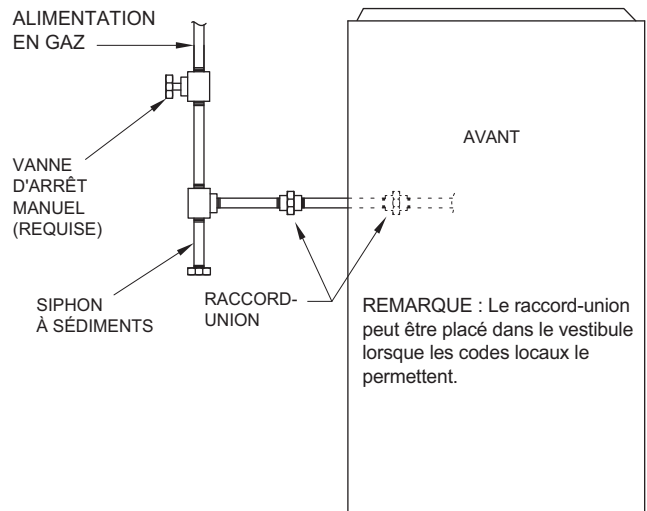 ALIMENTATION
EN GAZ
AVANT
VANNE
D'ARRÊT
MANUEL
(REQUISE)
SIPHON
À SÉDIMENTS
RACCORD-
UNION
REMARQUE : Le raccord-union
peut être placé dans le vestibule
lorsque les codes locaux le
permettent.